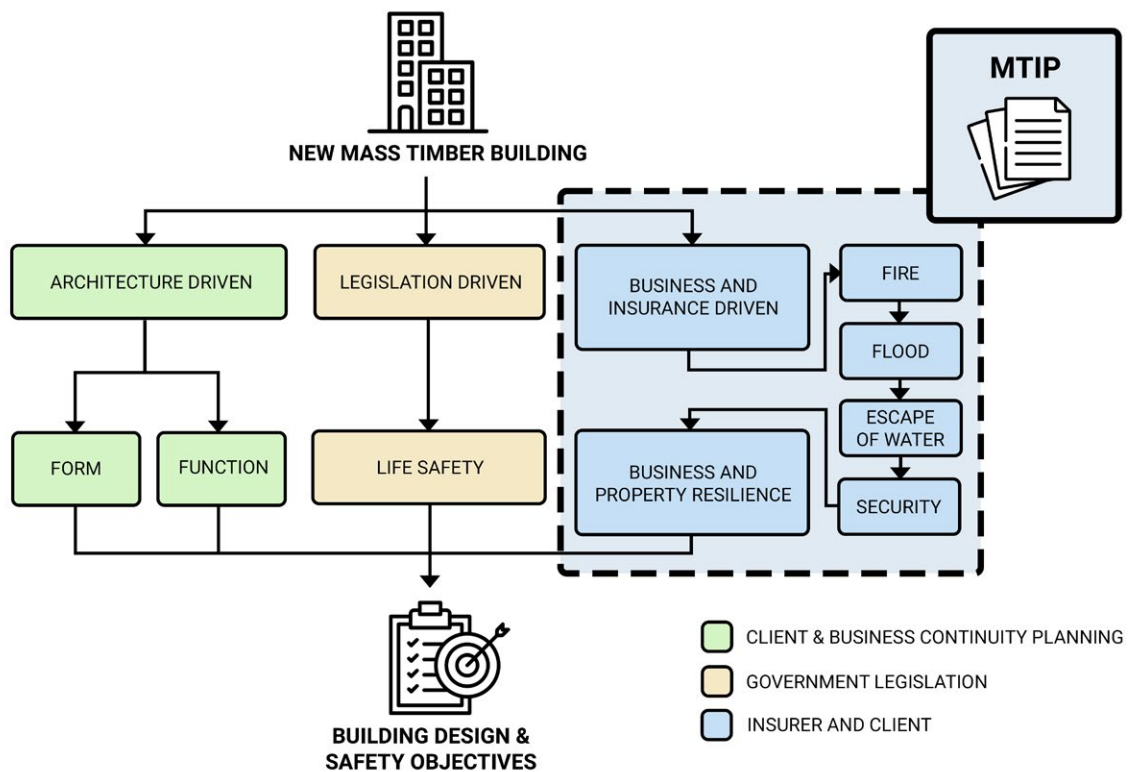 MTIP
NEW MASS TIMBER BUILDING
ARCHITECTURE DRIVEN
LEGISLATION DRIVEN
BUSINESS AND
INSURANCE DRIVEN
FIRE
FLOOD
ESCAPE
OF WATER
SECURITY
FORM
FUNCTION
LIFE SAFETY
BUSINESS AND
PROPERTY RESILIENCE
BUILDING DESIGN &
SAFETY OBJECTIVES
CLIENT & BUSINESS CONTINUITY PLANNING
GOVERNMENT LEGISLATION
INSURER AND CLIENT